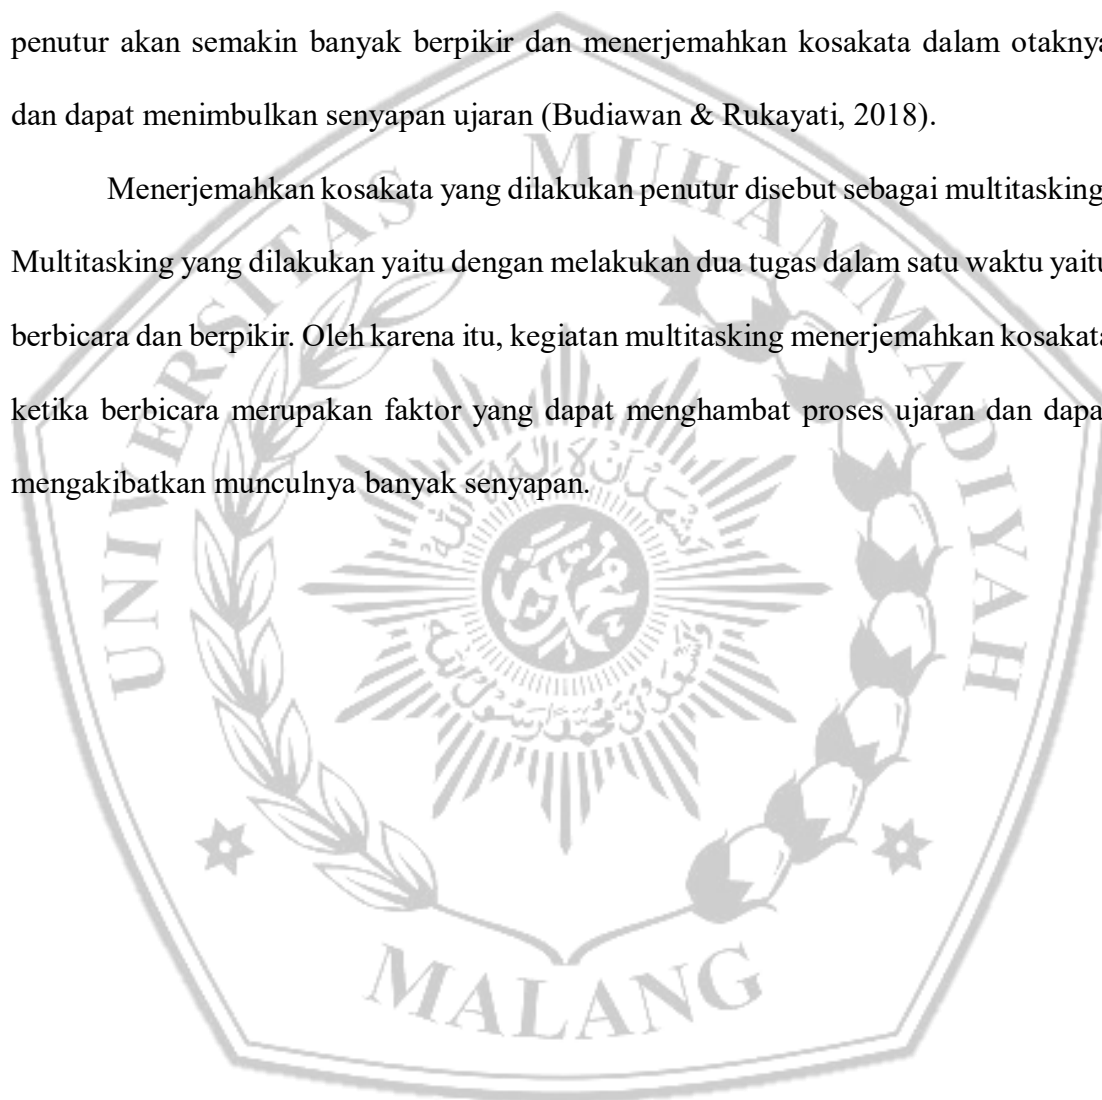 penutur akan semakin banyak berpikir dan menerjemahkan kosakata dalam otaknya
dan dapat menimbulkan senyapan ujaran (Budiawan & Rukayati, 2018).
Menerjemahkan kosakata yang dilakukan penutur disebut sebagai multitasking
Multitasking yang dilakukan yaitu dengan melakukan dua tugas dalam satu waktu yaitu
berbicara dan berpikir. Oleh karena itu, kegiatan multitasking menerjemahkan kosakata
ketika berbicara merupakan faktor yang dapat menghambat proses ujaran dan dapa
mengakibatkan munculnya banyak senyapan.
UNIVERSITAS MUHAMMADIYAH
MALANG